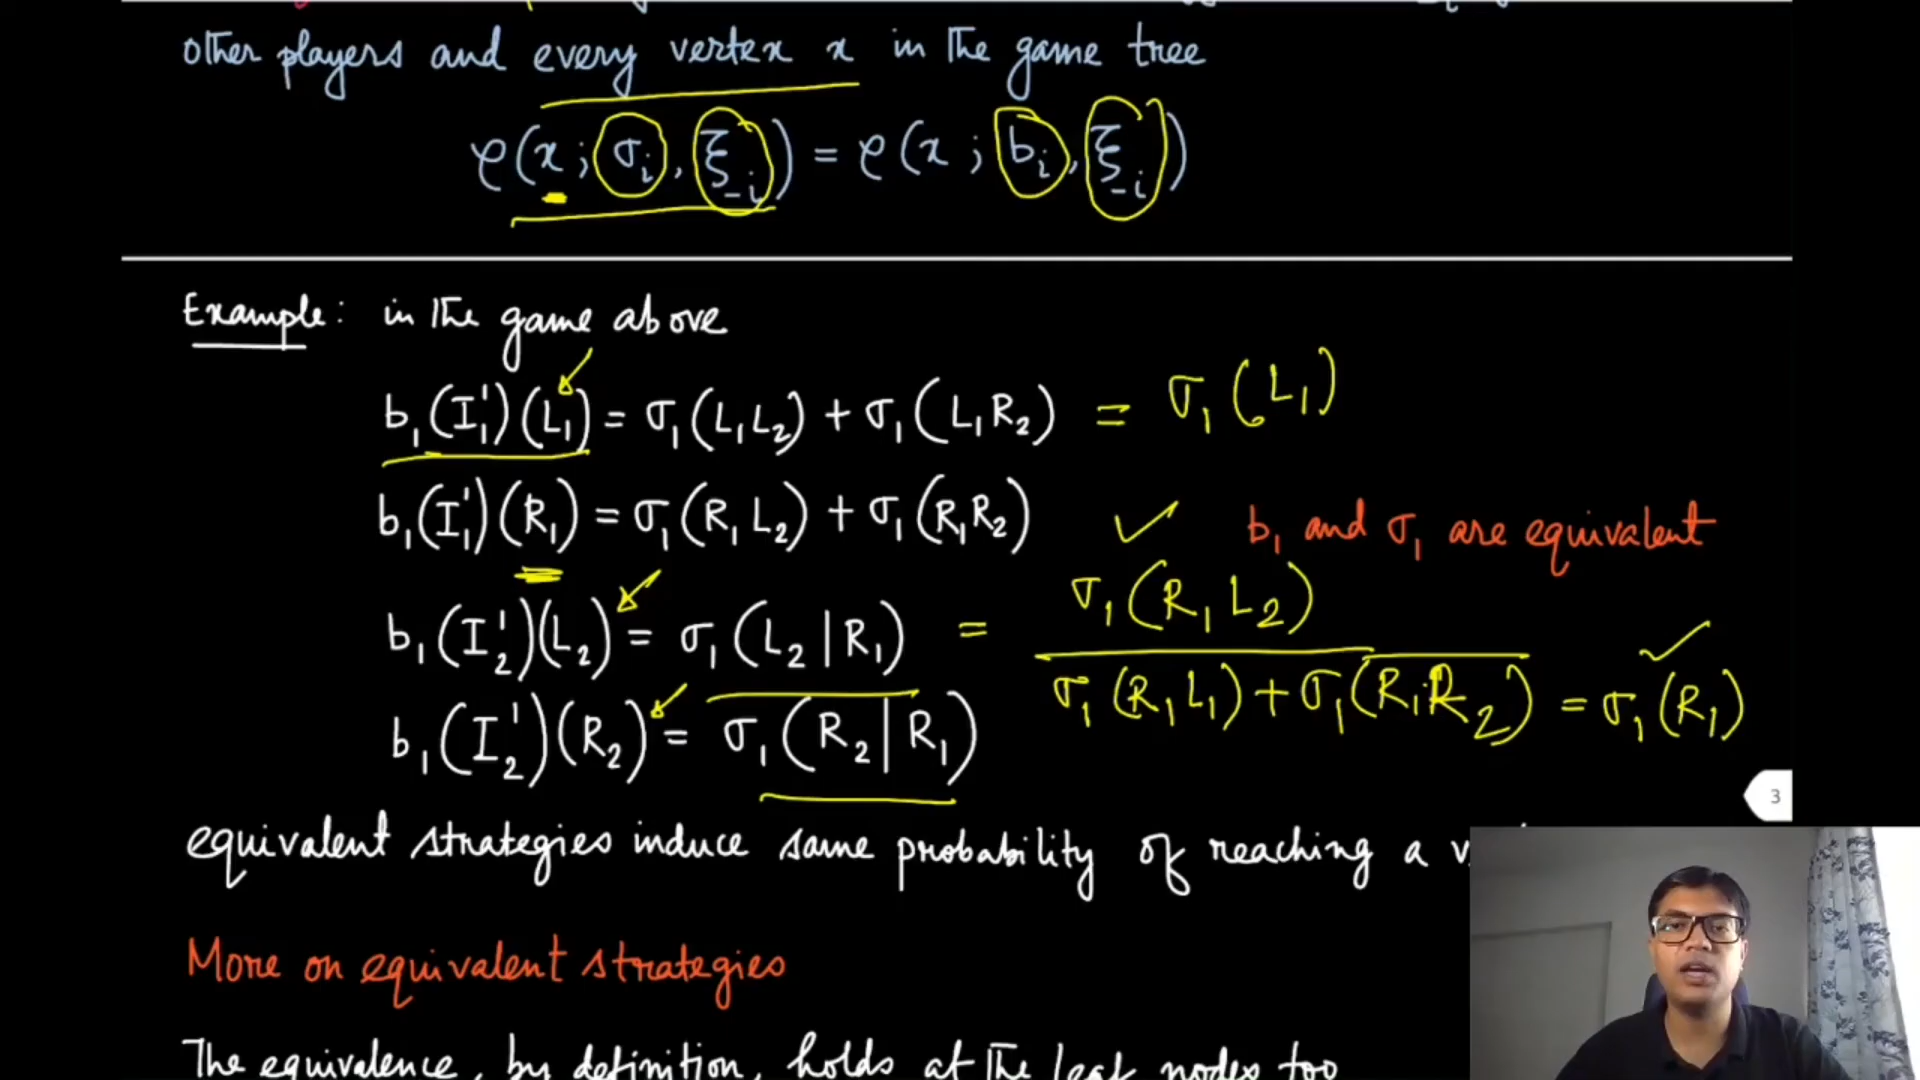 other players and every vertex x in the game tree
ρ(x; σᵢ, ξ₋ᵢ) = ρ(x; bᵢ, ξ₋ᵢ)
Example: in the game above
b₁(I₁¹)(L₁) = σ₁(L₁L₂) + σ₁(L₁R₂) = σ₁(L₁)
b₁(I₁¹)(R₁) = σ₁(R₁L₂) + σ₁(R₁R₂) ✓ b₁ and σ₁ are equivalent
σ₁(R₁L₂)
b₁(I₂¹)(L₂) = σ₁(L₂|R₁) =
σ₁(R₁L₁) + σ₁(R₁R₂) = σ₁(R₁) ✓
b₁(I₂¹)(R₂) = σ₁(R₂|R₁)
3
equivalent strategies induce same probability of reaching a
More on equivalent strategies
The equivalence, by definition, holds at the leaf nodes too